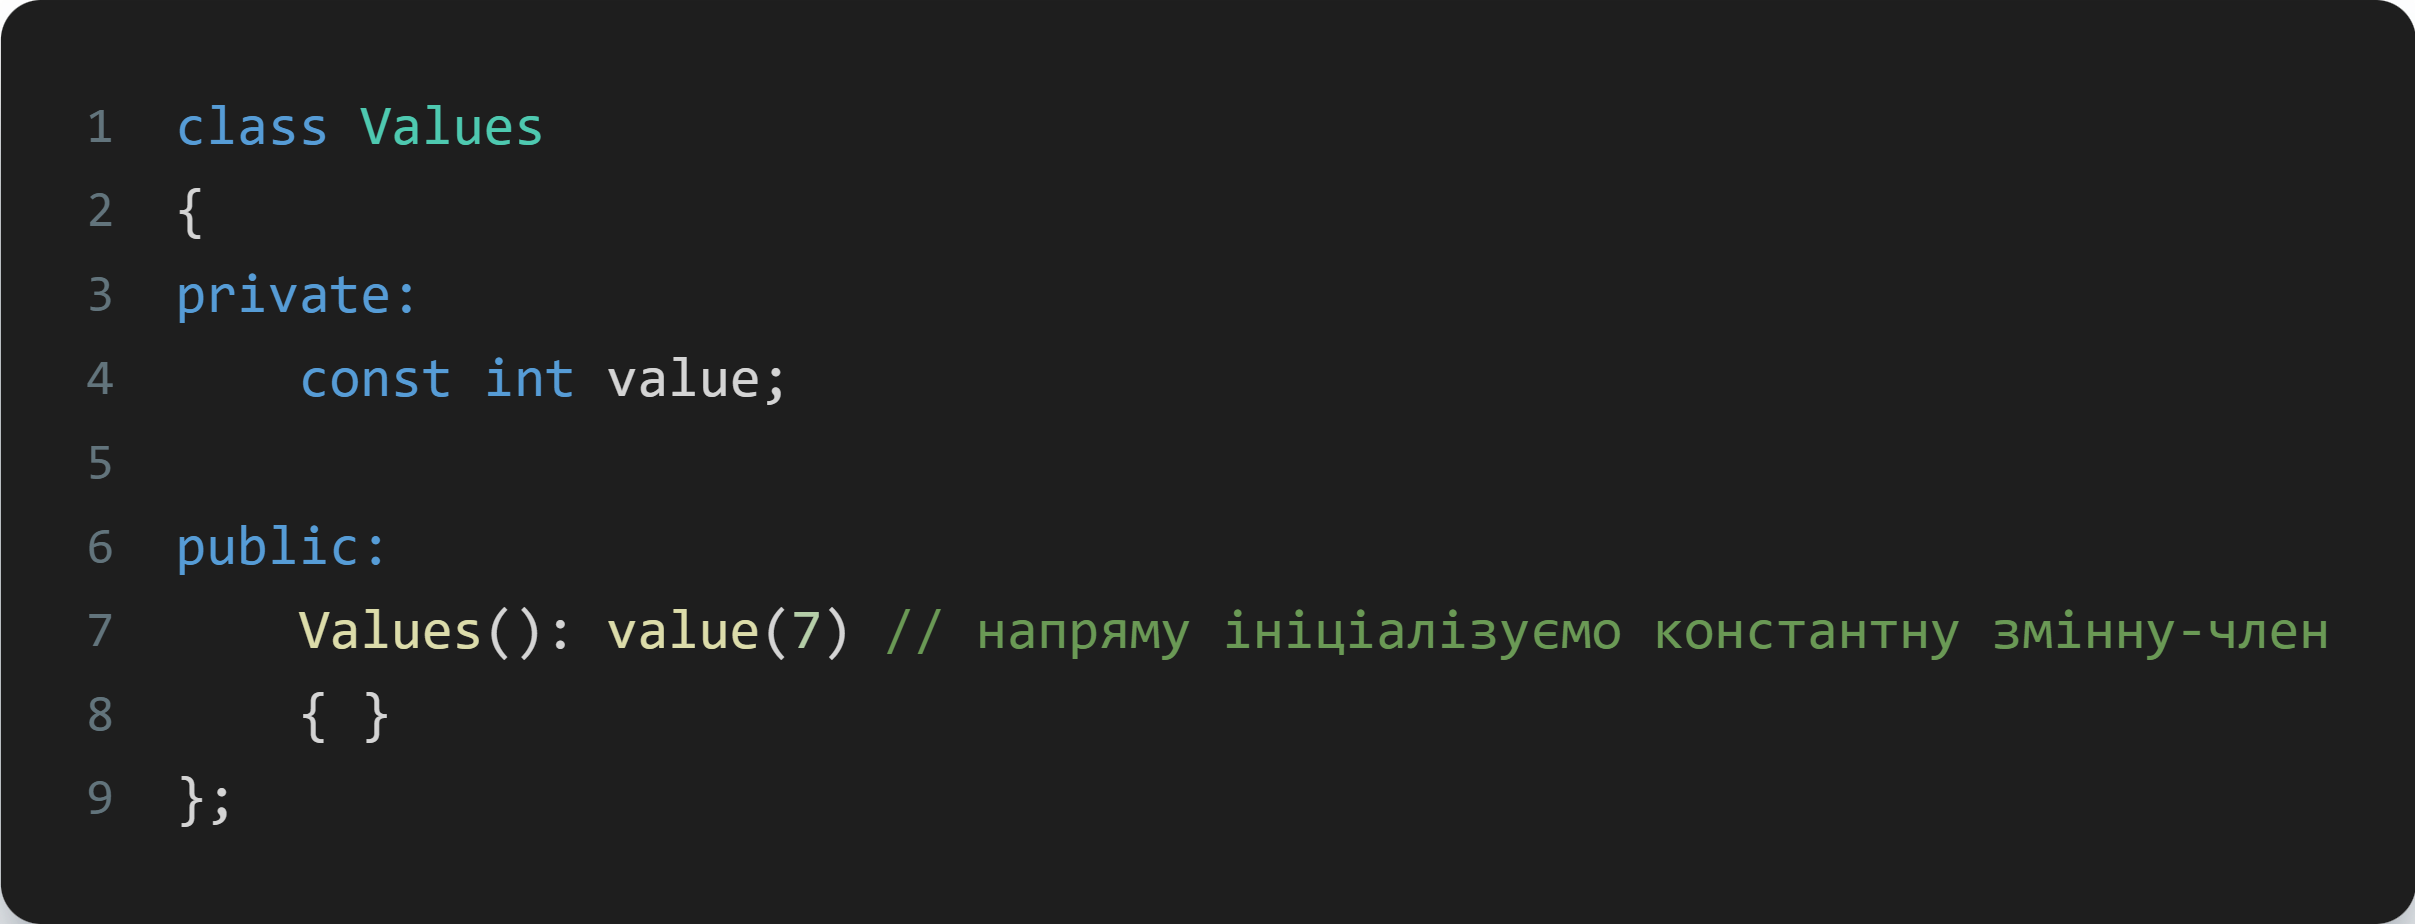 1 class Values
2 {
3 private:
4     const int value;
5
6 public:
7     Values(): value(7) // напряму ініціалізуємо константну змінну-член
8     { }
9 };